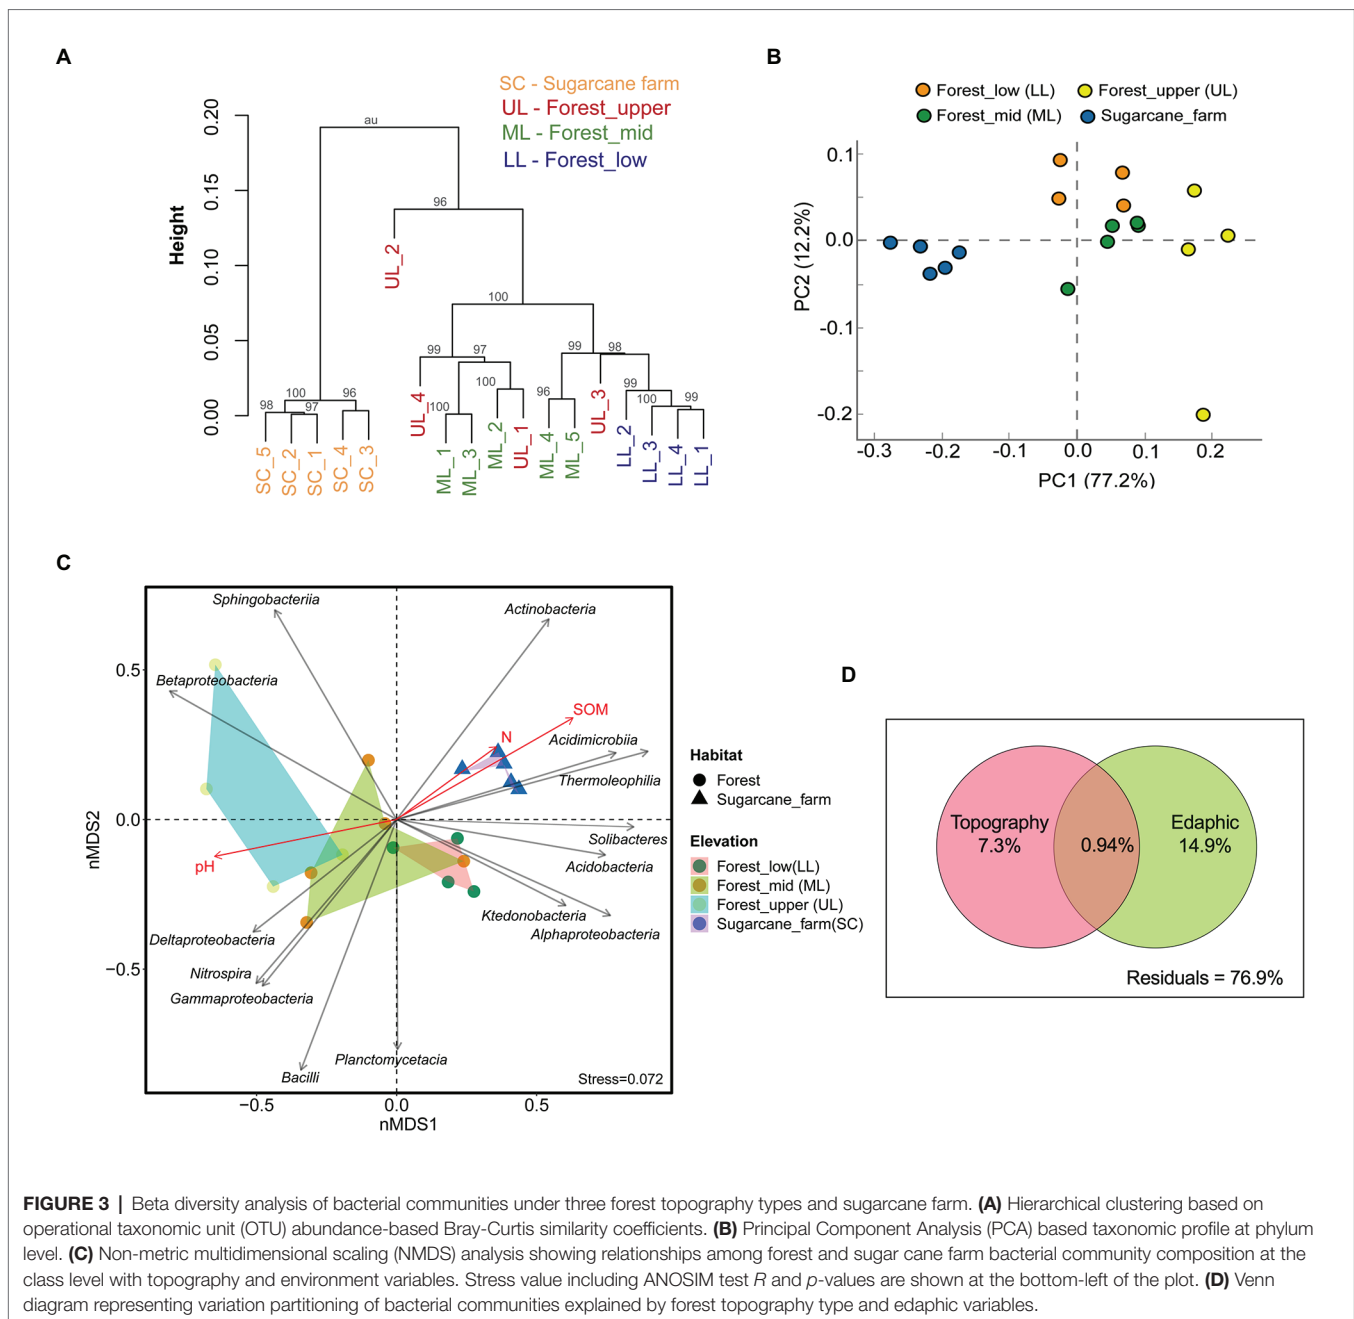 A
SC - Sugarcane farm
UL - Forest_upper
ML - Forest_mid
LL - Forest_low
Height
0.20
0.15
0.10
0.05
0.00
au
96
100
99
97
99
98
100
96
100
100
96
99
100
99
98
97
UL_2
UL_4
UL_3
SC_5
SC_2
SC_1
SC_4
SC_3
ML_1
ML_3
ML_2
UL_1
ML_4
ML_5
LL_2
LL_3
LL_4
LL_1
B
Forest_low (LL)
Forest_upper (UL)
Forest_mid (ML)
Sugarcane_farm
PC2 (12.2%)
0.1
0.0
-0.1
-0.2
-0.3
-0.2
-0.1
0.0
0.1
0.2
PC1 (77.2%)
C
Sphingobacteriia
Actinobacteria
Betaproteobacteria
SOM
N
Acidimicrobiia
Thermoleophilia
Solibacteres
Acidobacteria
pH
Ktedonobacteria
Alphaproteobacteria
Deltaproteobacteria
Nitrospira
Gammaproteobacteria
Planctomycetacia
Bacilli
Stress=0.072
nMDS2
0.5
0.0
−0.5
−0.5
0.0
0.5
nMDS1
Habitat
Forest
Sugarcane_farm
Elevation
Forest_low(LL)
Forest_mid (ML)
Forest_upper (UL)
Sugarcane_farm(SC)
D
Topography
7.3%
0.94%
Edaphic
14.9%
Residuals = 76.9%
FIGURE 3 | Beta diversity analysis of bacterial communities under three forest topography types and sugarcane farm. (A) Hierarchical clustering based on
operational taxonomic unit (OTU) abundance-based Bray-Curtis similarity coefficients. (B) Principal Component Analysis (PCA) based taxonomic profile at phylum
level. (C) Non-metric multidimensional scaling (NMDS) analysis showing relationships among forest and sugar cane farm bacterial community composition at the
class level with topography and environment variables. Stress value including ANOSIM test R and p-values are shown at the bottom-left of the plot. (D) Venn
diagram representing variation partitioning of bacterial communities explained by forest topography type and edaphic variables.